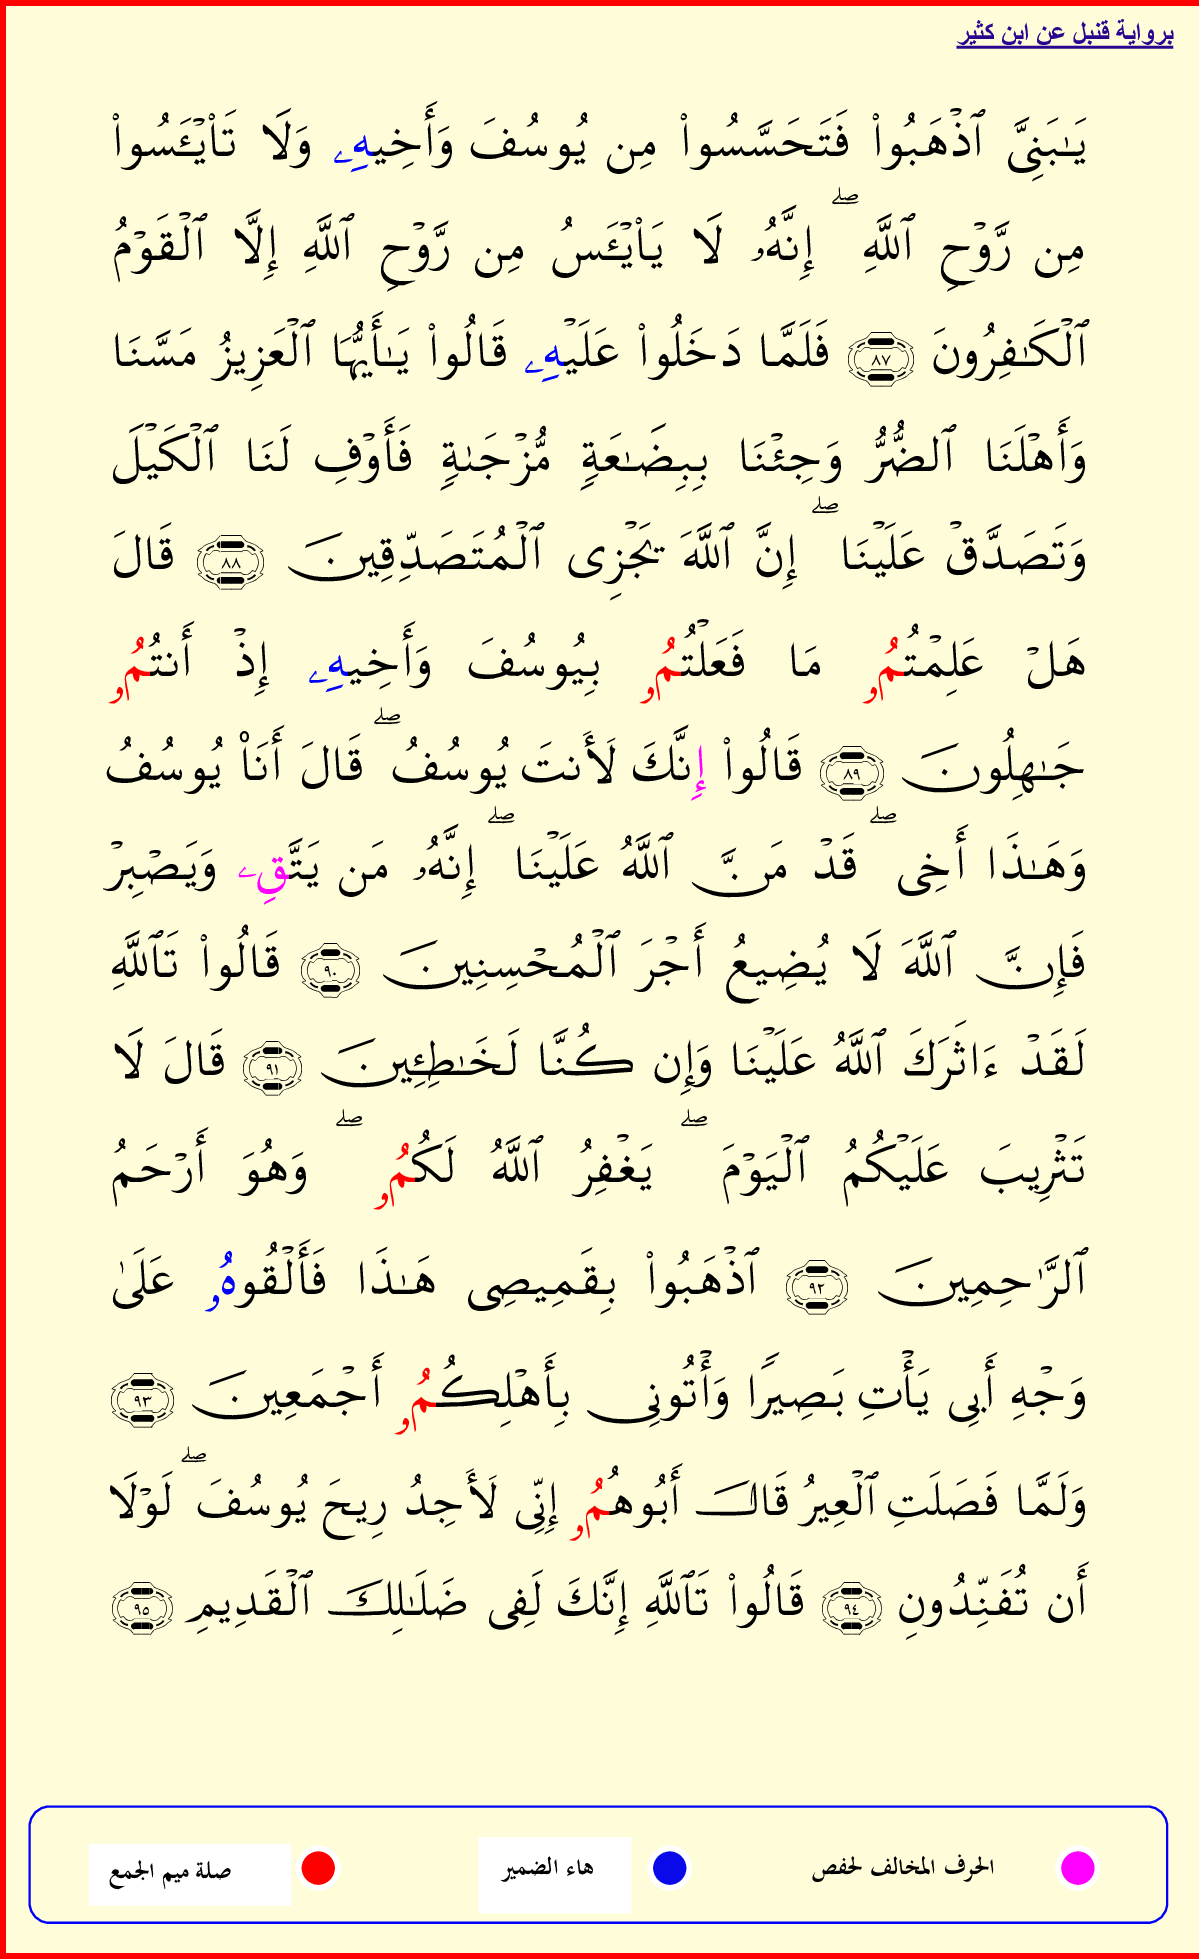 برواية قنبل عن ابن كثير
يَـٰبَنِىَّ ٱذْهَبُوا۟ فَتَحَسَّسُوا۟ مِن يُوسُفَ وَأَخِيهِۦ وَلَا تَا۟يْـَٔسُوا۟
مِن رَّوْحِ ٱللَّهِ ۖ إِنَّهُۥ لَا يَا۟يْـَٔسُ مِن رَّوْحِ ٱللَّهِ إِلَّا ٱلْقَوْمُ
ٱلْكَـٰفِرُونَ ٨٧ فَلَمَّا دَخَلُوا۟ عَلَيْهِۦ قَالُوا۟ يَـٰأَيُّهَا ٱلْعَزِيزُ مَسَّنَا
وَأَهْلَنَا ٱلضُّرُّ وَجِئْنَا بِبِضَـٰعَةٍ مُّزْجَىٰةٍ فَأَوْفِ لَنَا ٱلْكَيْلَ
وَتَصَدَّقْ عَلَيْنَا ۖ إِنَّ ٱللَّهَ يَجْزِى ٱلْمُتَصَدِّقِينَ ٨٨ قَالَ
هَلْ عَلِمْتُمُۥ مَا فَعَلْتُمُۥ بِيُوسُفَ وَأَخِيهِۦ إِذْ أَنتُمُۥ
جَـٰهِلُونَ ٨٩ قَالُوا۟ إِنَّكَ لَأَنتَ يُوسُفُ ۖ قَالَ أَنَا۠ يُوسُفُ
وَهَـٰذَا أَخِى ۖ قَدْ مَنَّ ٱللَّهُ عَلَيْنَا ۖ إِنَّهُۥ مَن يَتَّقِۦ وَيَصْبِرْ
فَإِنَّ ٱللَّهَ لَا يُضِيعُ أَجْرَ ٱلْمُحْسِنِينَ ٩٠ قَالُوا۟ تَٱللَّهِ
لَقَدْ ءَاثَرَكَ ٱللَّهُ عَلَيْنَا وَإِن كُنَّا لَخَـٰطِئِينَ ٩١ قَالَ لَا
تَثْرِيبَ عَلَيْكُمُ ٱلْيَوْمَ ۖ يَغْفِرُ ٱللَّهُ لَكُمُۥ ۖ وَهُوَ أَرْحَمُ
ٱلرَّٰحِمِينَ ٩٢ ٱذْهَبُوا۟ بِقَمِيصِى هَـٰذَا فَأَلْقُوهُۥ عَلَىٰ
وَجْهِ أَبِى يَأْتِ بَصِيرًا وَأْتُونِى بِأَهْلِكُمُۥ أَجْمَعِينَ ٩٣
وَلَمَّا فَصَلَتِ ٱلْعِيرُ قَالَ أَبُوهُمُۥ إِنِّى لَأَجِدُ رِيحَ يُوسُفَ ۖ لَوْلَا
أَن تُفَنِّدُونِ ٩٤ قَالُوا۟ تَٱللَّهِ إِنَّكَ لَفِى ضَلَـٰلِكَ ٱلْقَدِيمِ ٩٥
الحرف المخالف لحفص هاء الضمير صلة ميم الجمع